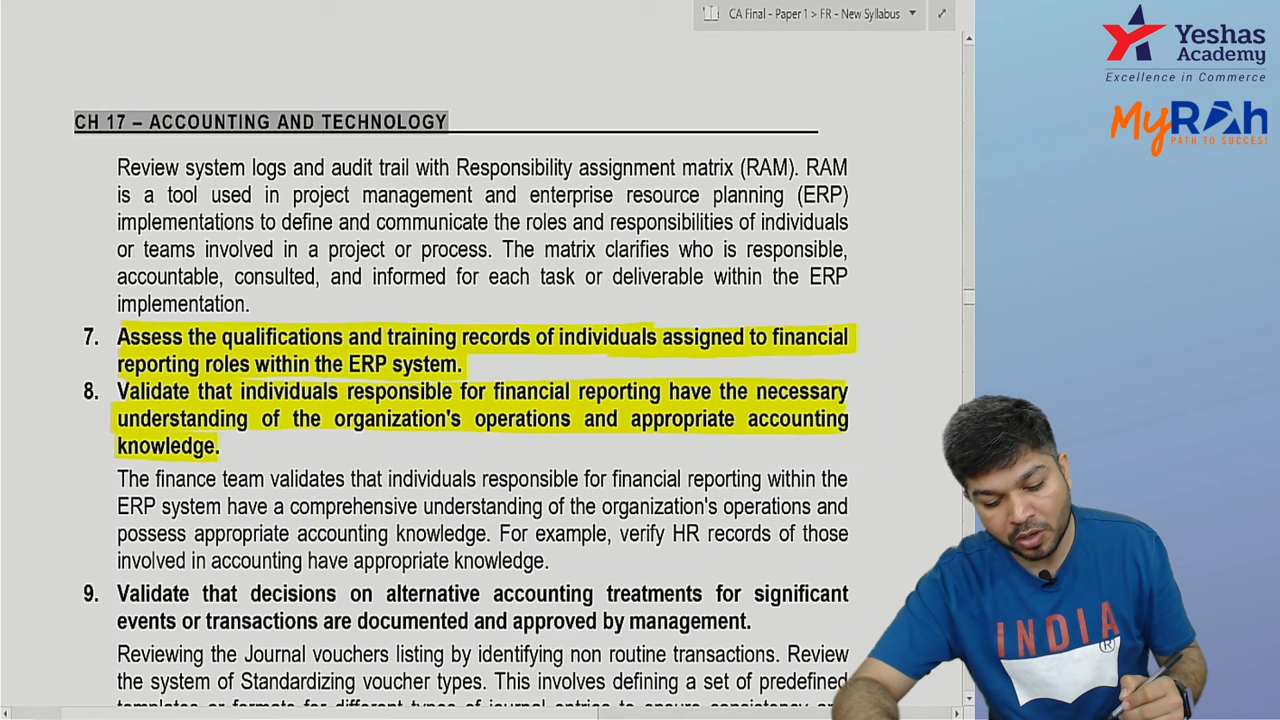 CA Final - Paper 1 > FR - New Syllabus
Yeshas
Academy
Excellence in Commerce
MyRAh
PATH TO SUCCESS
CH 17 – ACCOUNTING AND TECHNOLOGY
Review system logs and audit trail with Responsibility assignment matrix (RAM). RAM
is a tool used in project management and enterprise resource planning (ERP)
implementations to define and communicate the roles and responsibilities of individuals
or teams involved in a project or process. The matrix clarifies who is responsible,
accountable, consulted, and informed for each task or deliverable within the ERP
implementation.
7. Assess the qualifications and training records of individuals assigned to financial
reporting roles within the ERP system.
8. Validate that individuals responsible for financial reporting have the necessary
understanding of the organization's operations and appropriate accounting
knowledge.
The finance team validates that individuals responsible for financial reporting within the
ERP system have a comprehensive understanding of the organization's operations and
possess appropriate accounting knowledge. For example, verify HR records of those
involved in accounting have appropriate knowledge.
9. Validate that decisions on alternative accounting treatments for significant
events or transactions are documented and approved by management.
Reviewing the Journal vouchers listing by identifying non routine transactions. Review
the system of Standardizing voucher types. This involves defining a set of predefined
INDIA
®